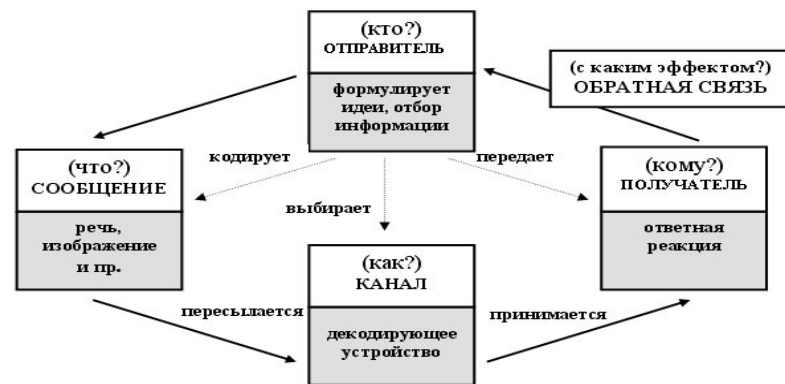 (кто?)
ОТПРАВИТЕЛЬ
формулирует
идеи, отбор
информации
(с каким эффектом?)
ОБРАТНАЯ СВЯЗЬ
кодирует
передает
выбирает
(что?)
СООБЩЕНИЕ
речь,
изображение
и пр.
(кому?)
ПОЛУЧАТЕЛЬ
ответная
реакция
(как?)
КАНАЛ
декодирующее
устройство
пересылается
принимается